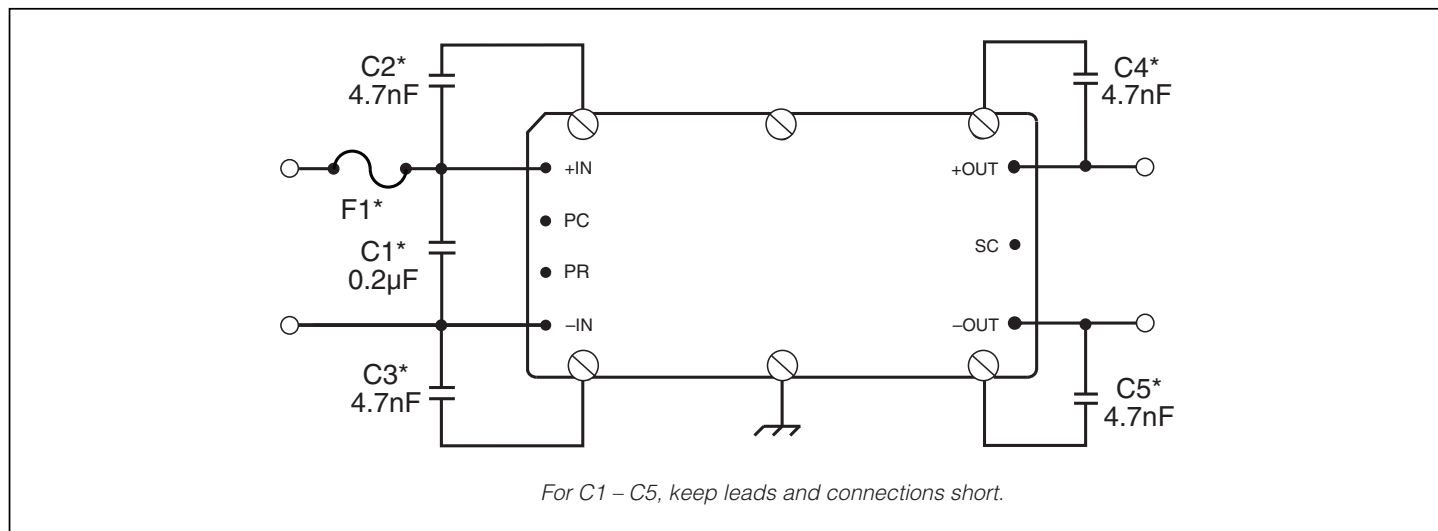 C2*
4.7nF
C4*
4.7nF
+IN
+OUT
F1*
PC
C1*
0.2µF
SC
PR
–IN
–OUT
C3*
4.7nF
C5*
4.7nF
For C1 – C5, keep leads and connections short.